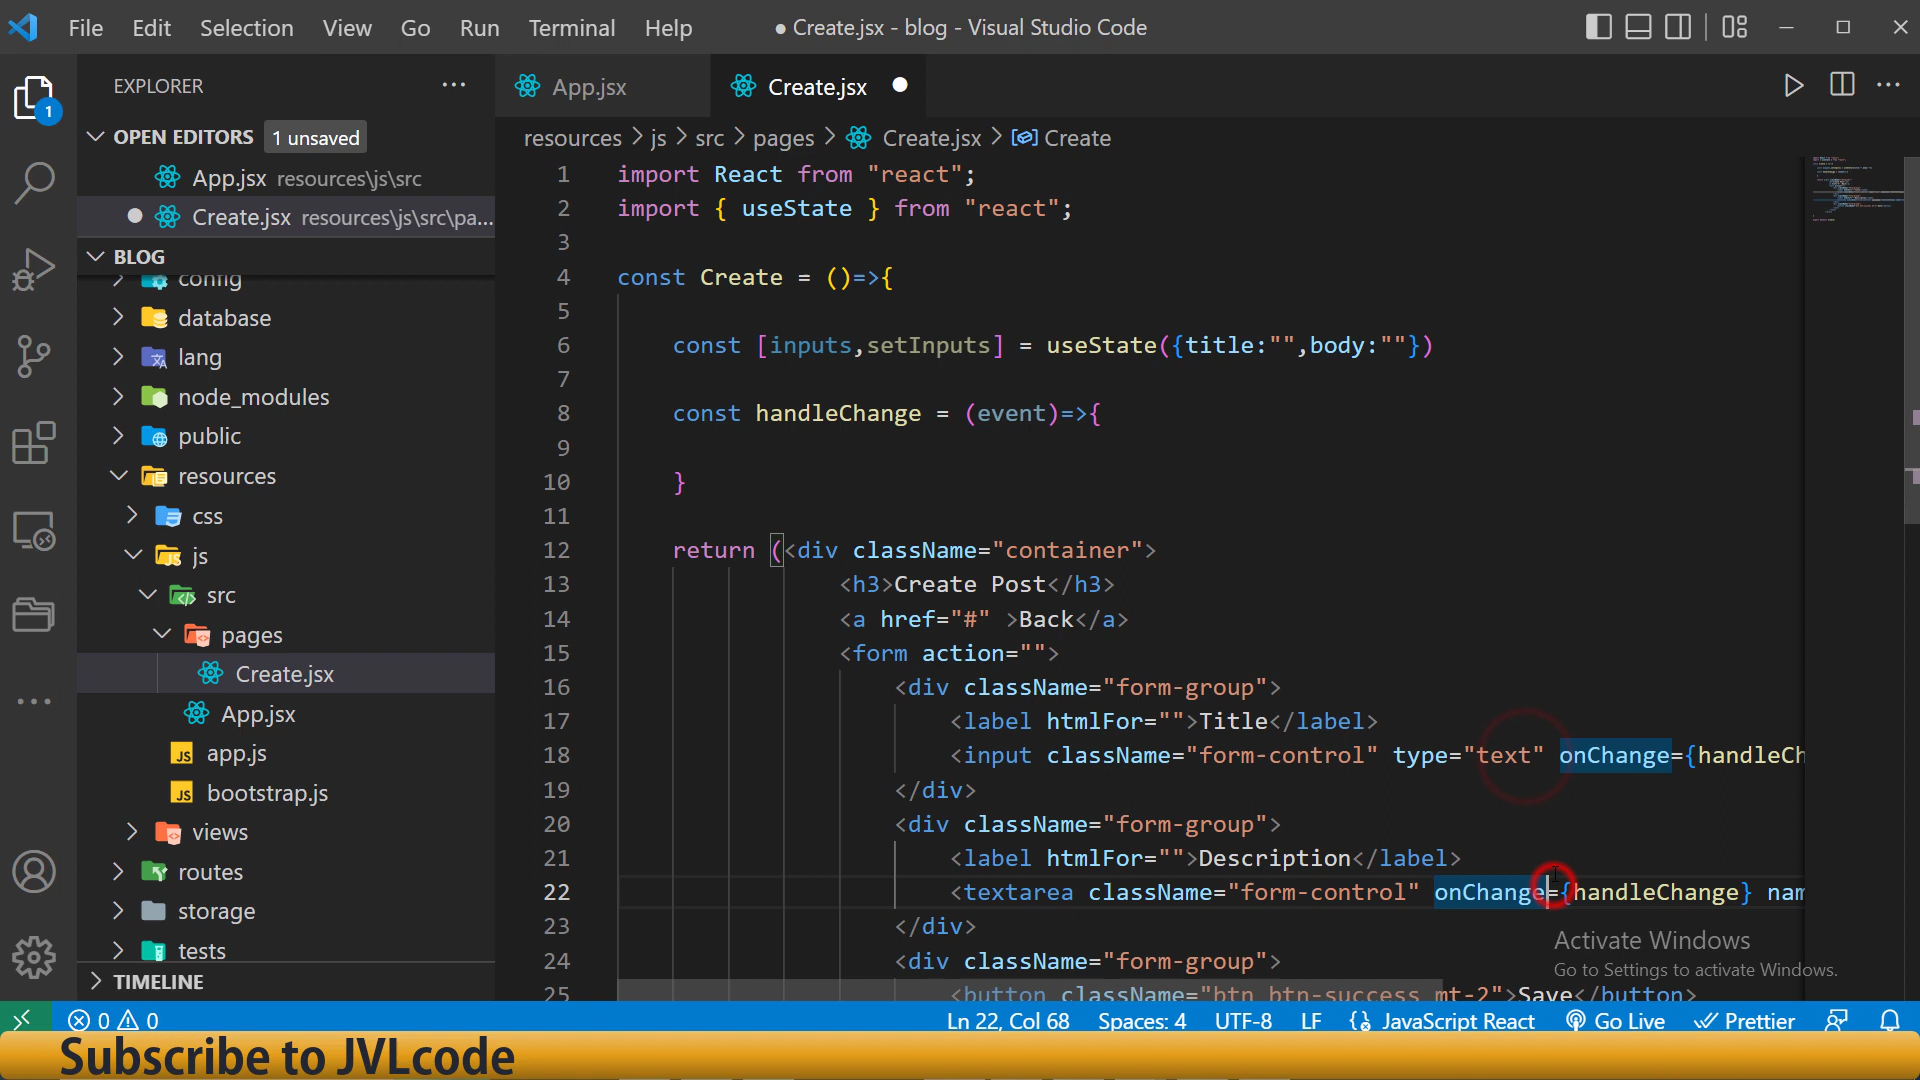 File Edit Selection View Go Run Terminal Help
● Create.jsx - blog - Visual Studio Code
1
EXPLORER
OPEN EDITORS 1 unsaved
App.jsx resources\js\src
Create.jsx resources\js\src\pa...
BLOG
config
database
lang
node_modules
public
resources
css
js
src
pages
Create.jsx
App.jsx
JS app.js
JS bootstrap.js
views
routes
storage
tests
TIMELINE
App.jsx Create.jsx
resources > js > src > pages > Create.jsx > Create
1 import React from "react";
2 import { useState } from "react";
3
4 const Create = ()=>{
5
6 const [inputs,setInputs] = useState({title:"",body:""})
7
8 const handleChange = (event)=>{
9
10 }
11
12 return (<div className="container">
13 <h3>Create Post</h3>
14 <a href="#" >Back</a>
15 <form action="">
16 <div className="form-group">
17 <label htmlFor="">Title</label>
18 <input className="form-control" type="text" onChange={handleCh
19 </div>
20 <div className="form-group">
21 <label htmlFor="">Description</label>
22 <textarea className="form-control" onChange={handleChange} nam
23 </div>
24 <div className="form-group">
25 <button className="btn btn-success mt-2">Save</button>
Activate Windows
Go to Settings to activate Windows.
0 0 Ln 22, Col 68 Spaces: 4 UTF-8 LF JavaScript React Go Live Prettier
Subscribe to JVLcode